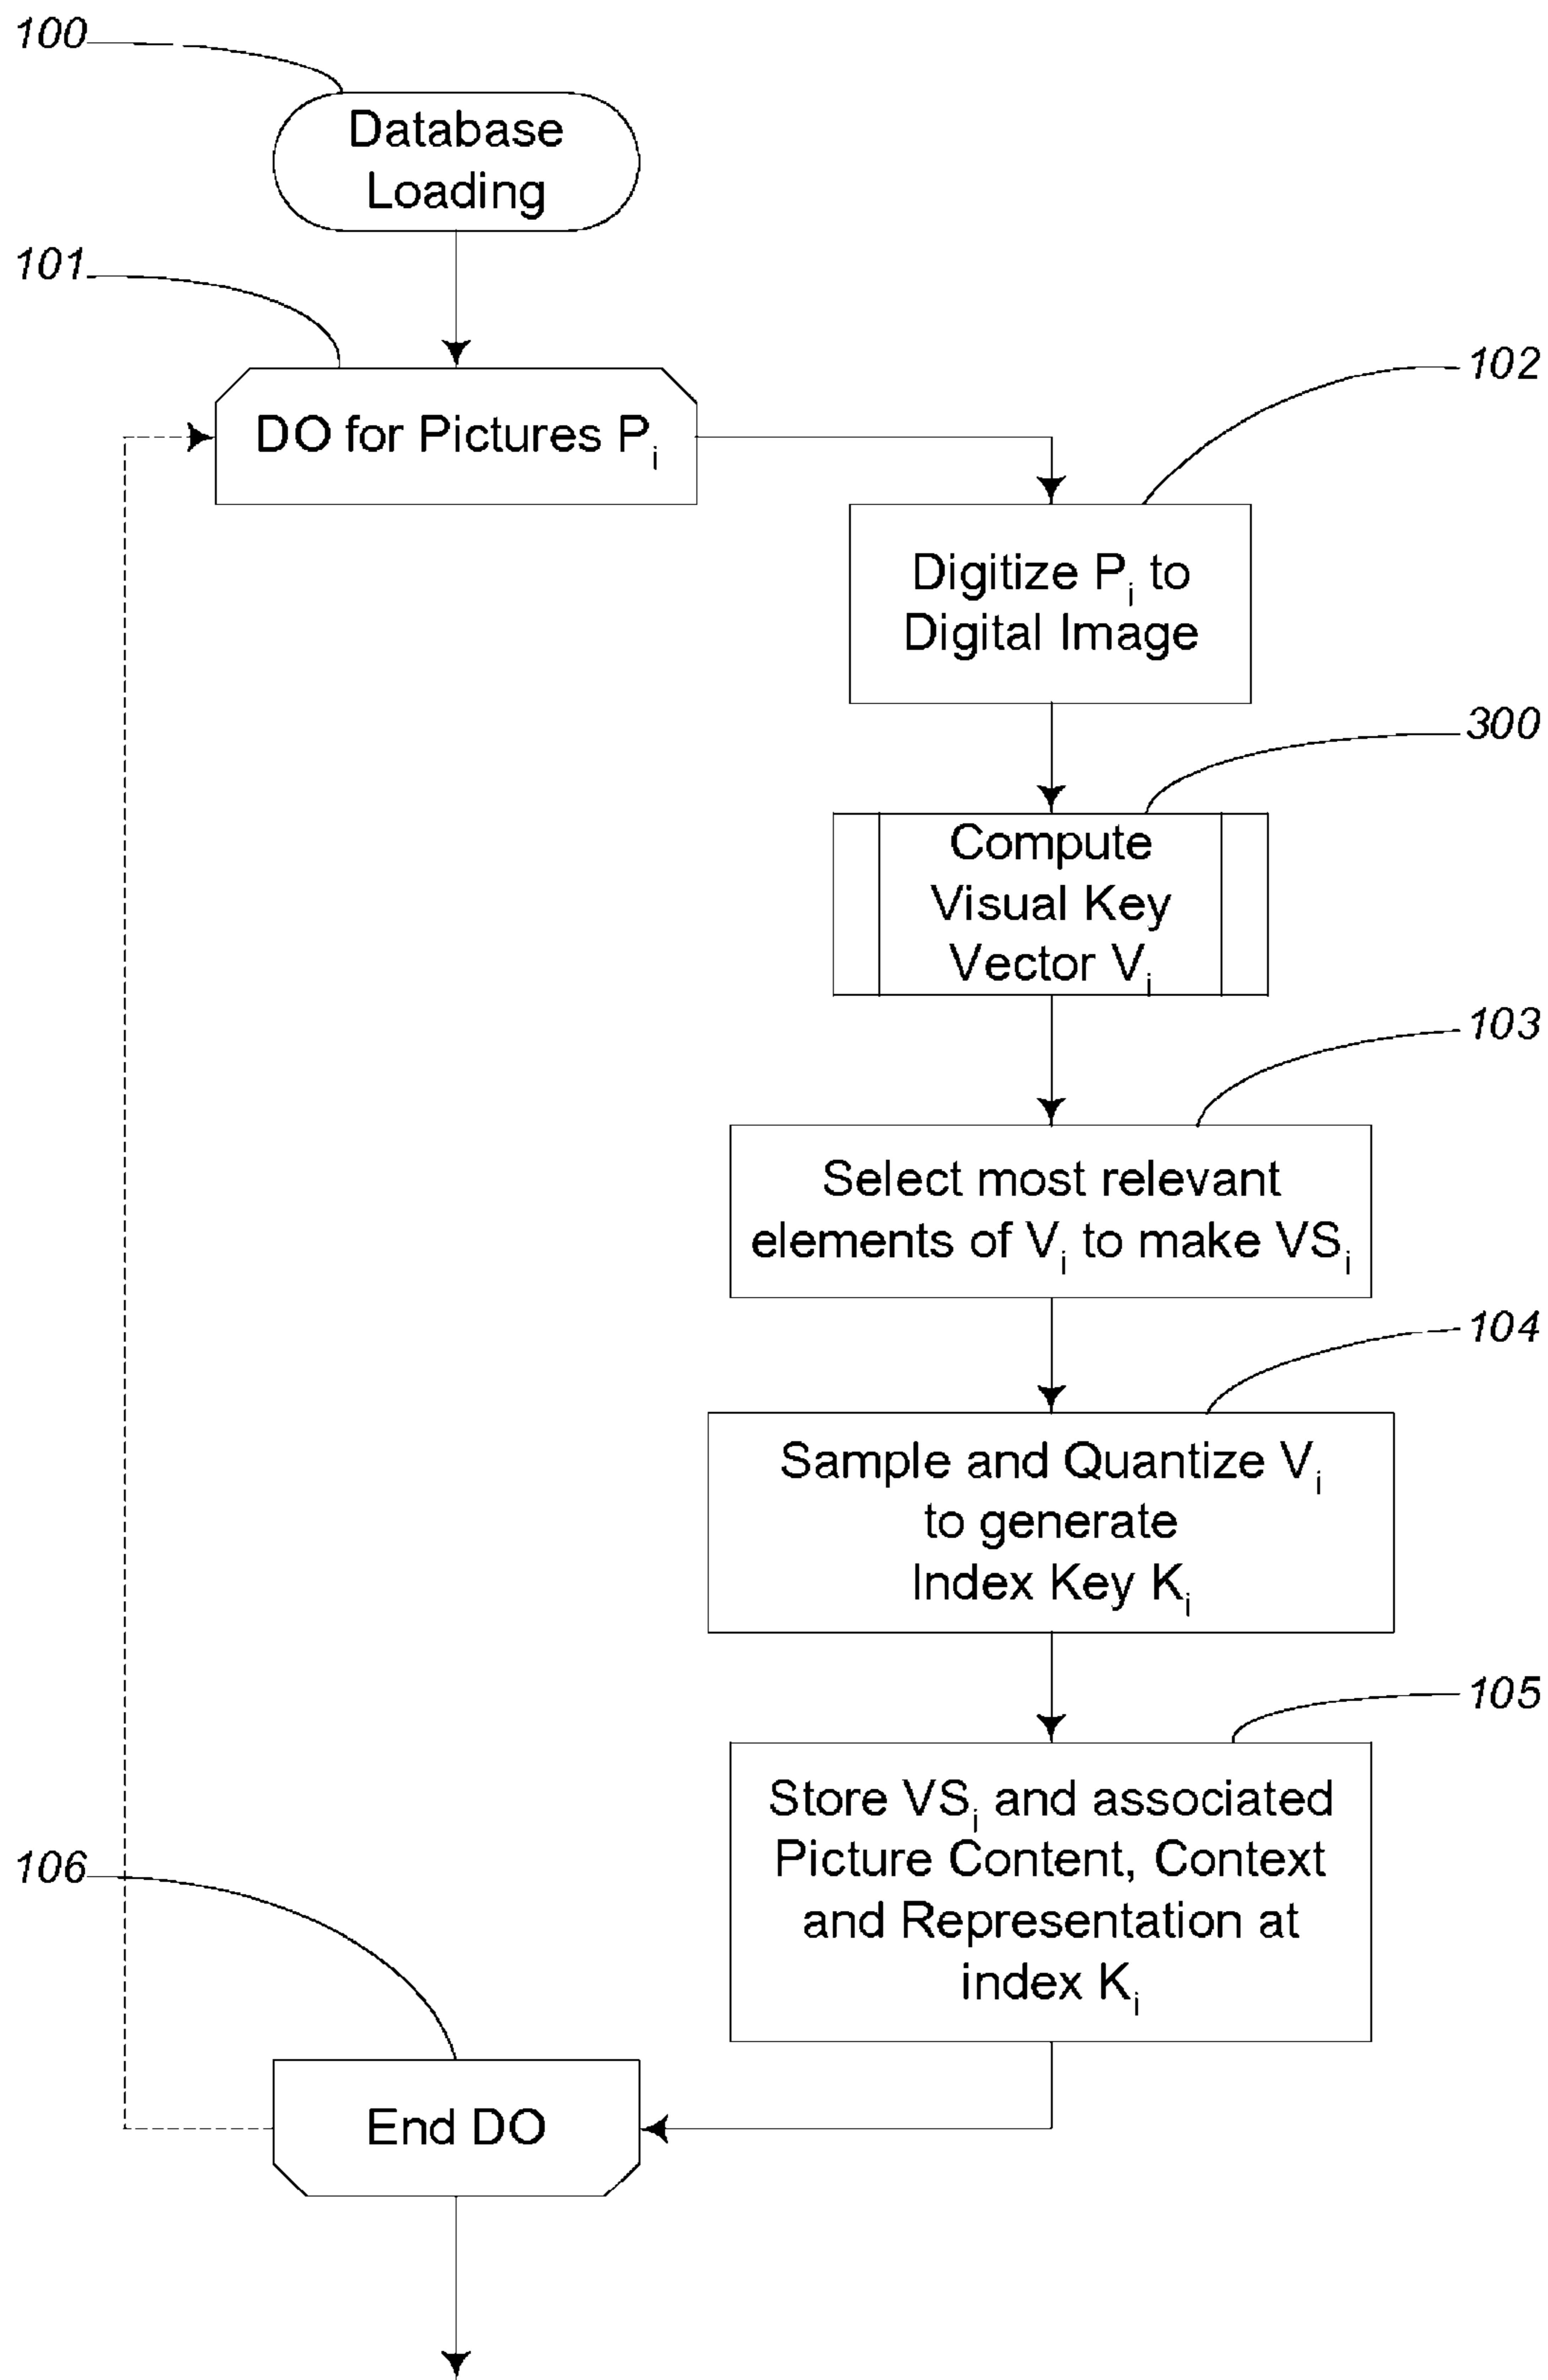 100
Database
Loading
101
DO for Pictures Pi
102
Digitize Pi to
Digital Image
300
Compute
Visual Key
Vector Vi
103
Select most relevant
elements of Vi to make VSi
104
Sample and Quantize Vi
to generate
Index Key Ki
105
Store VSi and associated
Picture Content, Context
and Representation at
index Ki
106
End DO